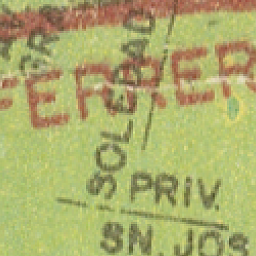 FERRER
SOLEDAD
PRIV.
SN. JOS